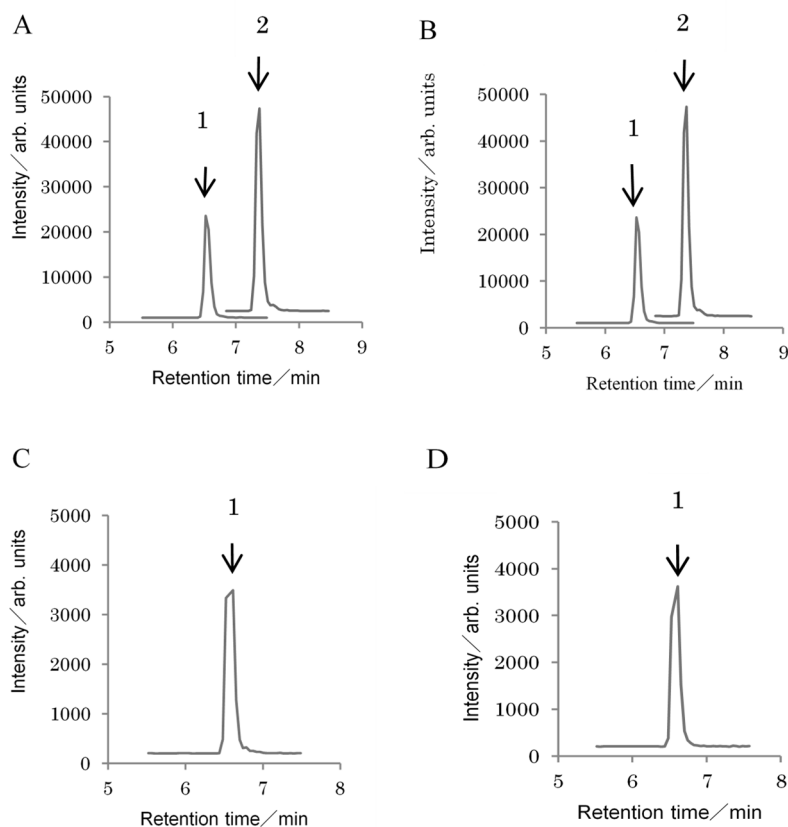 A
2
1
Intensity／arb. units
50000
40000
30000
20000
10000
0
5 6 7 8 9
Retention time／min
B
2
1
Intensity／arb. units
50000
40000
30000
20000
10000
0
5 6 7 8 9
Retention time／min
C
1
Intensity／arb. units
5000
4000
3000
2000
1000
0
5 6 7 8
Retention time／min
D
1
Intensity／arb. units
5000
4000
3000
2000
1000
0
5 6 7 8
Retention time／min